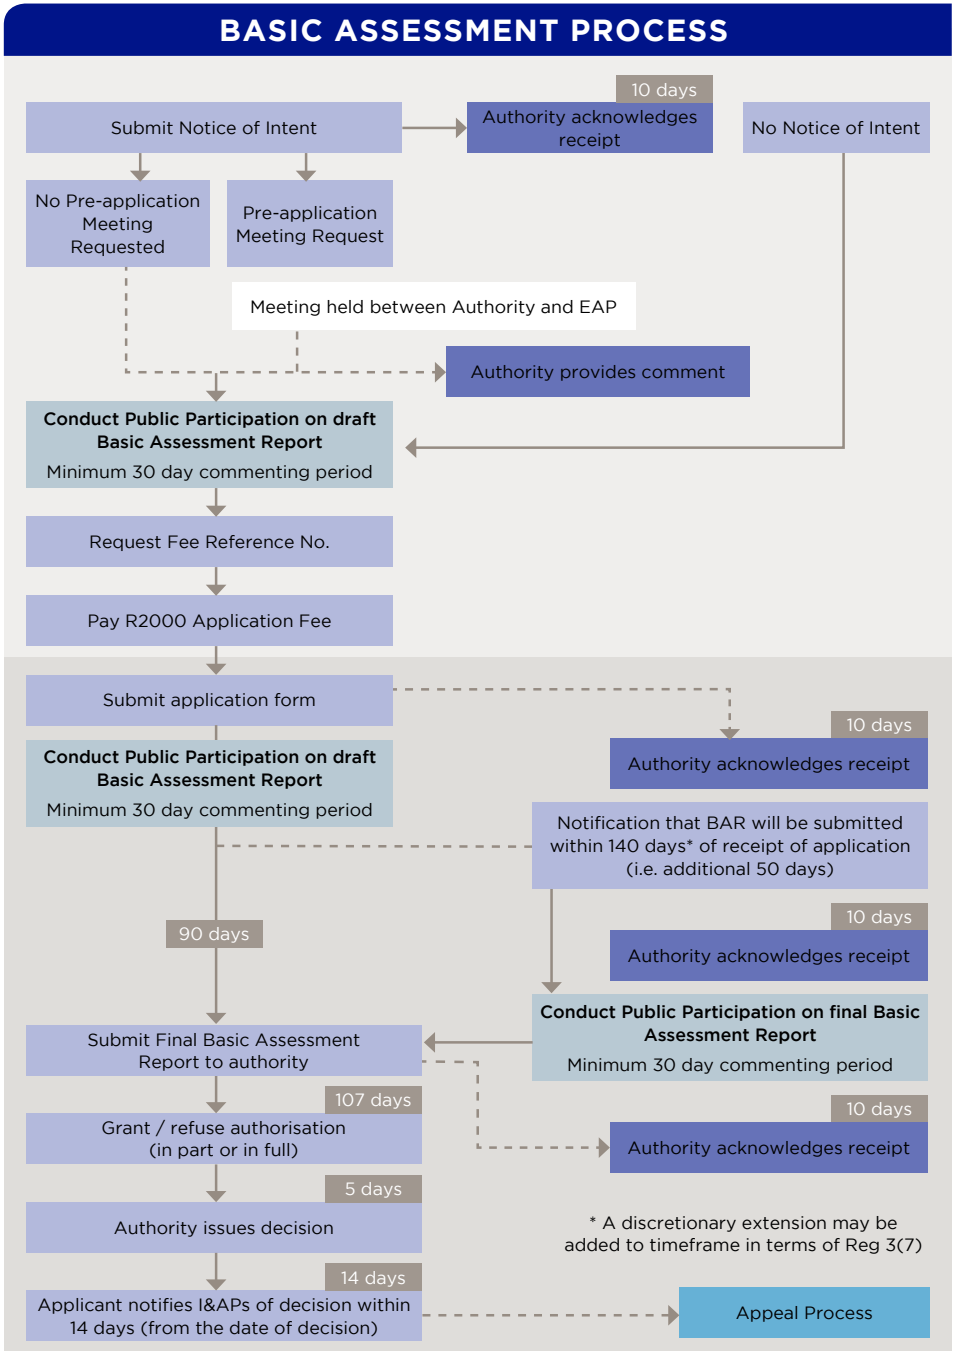 BASIC ASSESSMENT PROCESS
10 days
Submit Notice of Intent
Authority acknowledges
receipt
No Notice of Intent
No Pre-application
Meeting
Requested
Pre-application
Meeting Request
Meeting held between Authority and EAP
Authority provides comment
Conduct Public Participation on draft
Basic Assessment Report
Minimum 30 day commenting period
Request Fee Reference No.
Pay R2000 Application Fee
Submit application form
10 days
Authority acknowledges receipt
Conduct Public Participation on draft
Basic Assessment Report
Minimum 30 day commenting period
Notification that BAR will be submitted
within 140 days* of receipt of application
(i.e. additional 50 days)
90 days
10 days
Authority acknowledges receipt
Conduct Public Participation on final Basic
Assessment Report
Minimum 30 day commenting period
Submit Final Basic Assessment
Report to authority
107 days
Grant / refuse authorisation
(in part or in full)
10 days
Authority acknowledges receipt
5 days
Authority issues decision
* A discretionary extension may be
added to timeframe in terms of Reg 3(7)
14 days
Applicant notifies I&APs of decision within
14 days (from the date of decision)
Appeal Process